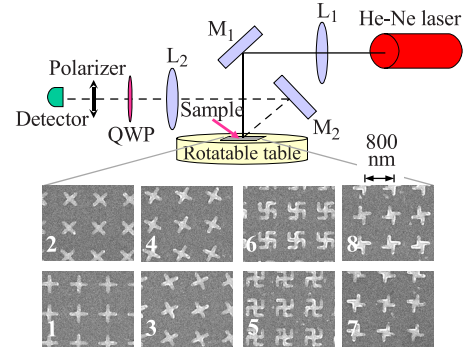 He-Ne laser
M1
L1
L2
Polarizer
Sample
M2
Detector
QWP
Rotatable table
800
nm
2
4
6
8
1
3
5
7